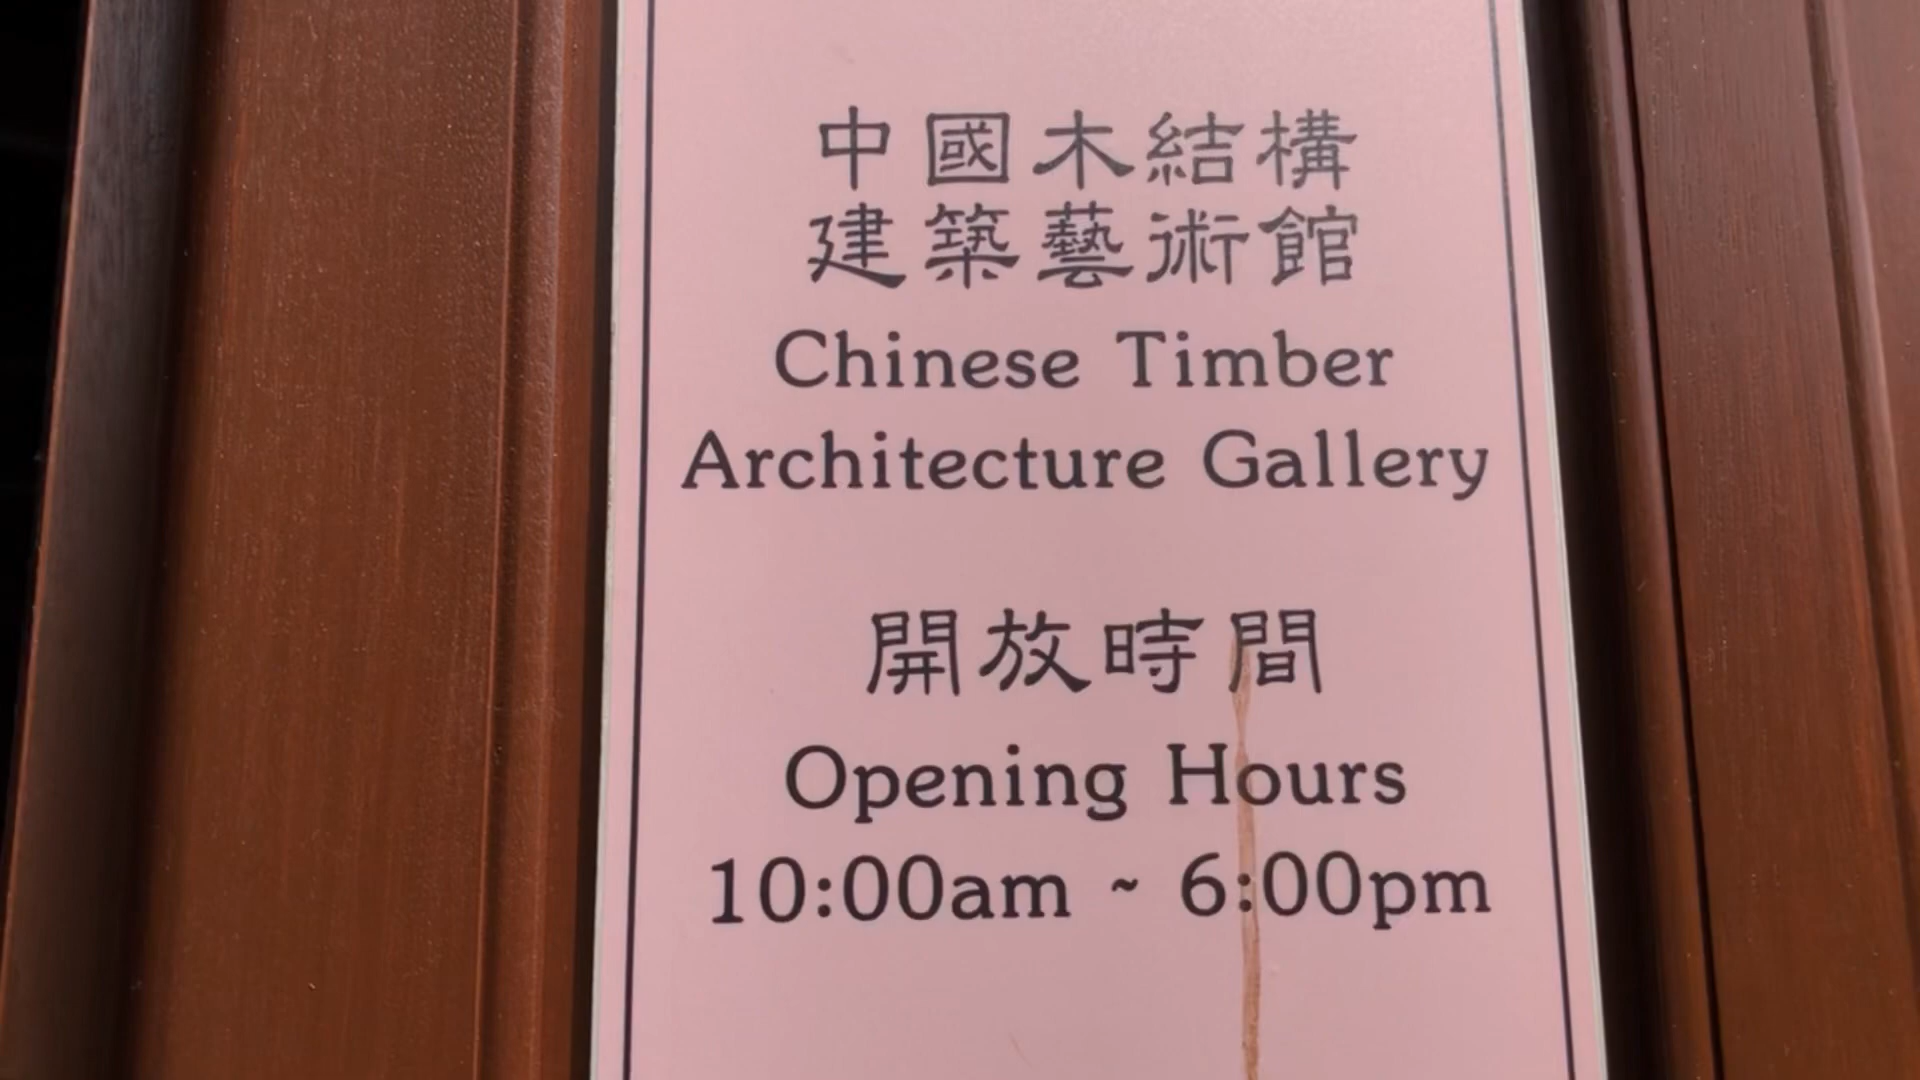 中國木結構
建築藝術館
Chinese Timber
Architecture Gallery
開放時間
Opening Hours
10:00am ~ 6:00pm